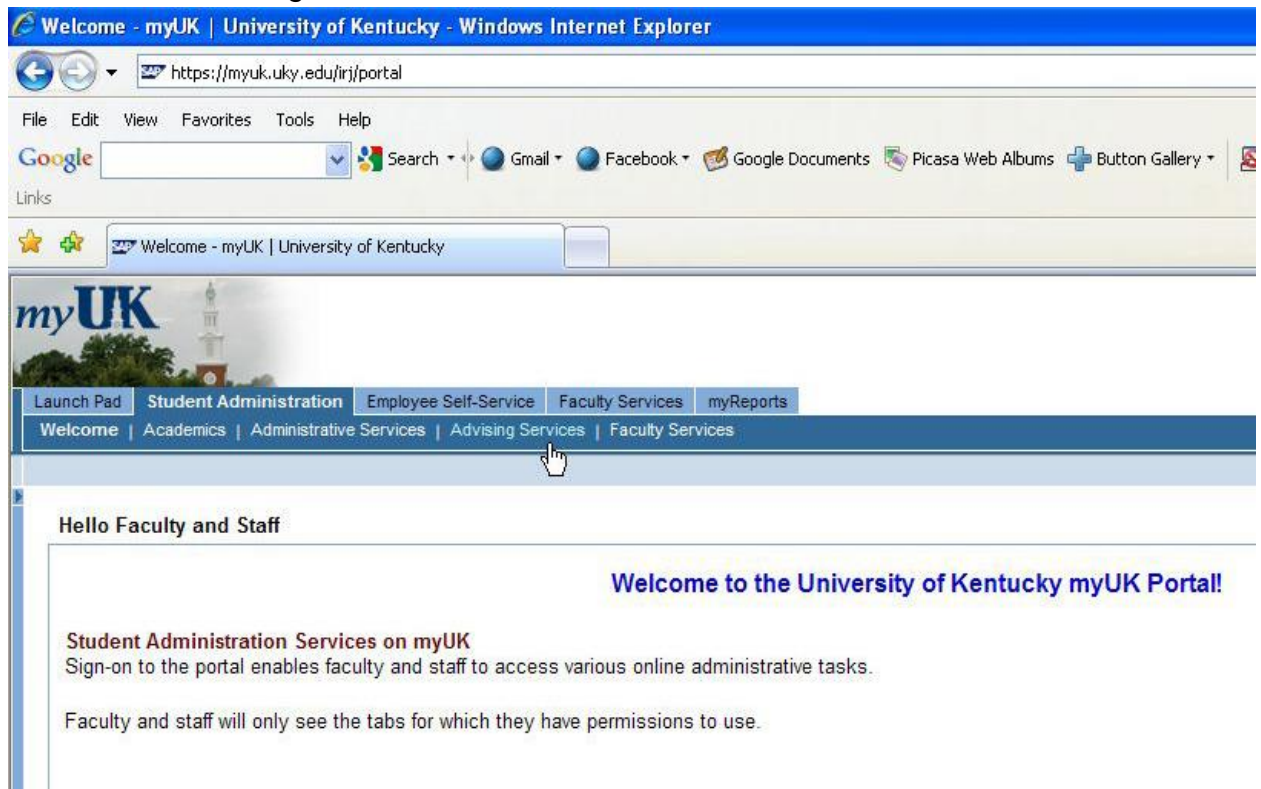 Welcome - myUK | University of Kentucky - Windows Internet Explorer
SAP https://myuk.uky.edu/irj/portal
File Edit View Favorites Tools Help
Google Search Gmail Facebook Google Documents Picasa Web Albums Button Gallery
Links
SAP Welcome - myUK | University of Kentucky
myUK
Launch Pad Student Administration Employee Self-Service Faculty Services myReports
Welcome | Academics | Administrative Services | Advising Services | Faculty Services
Hello Faculty and Staff
Welcome to the University of Kentucky myUK Portal!
Student Administration Services on myUK
Sign-on to the portal enables faculty and staff to access various online administrative tasks.
Faculty and staff will only see the tabs for which they have permissions to use.